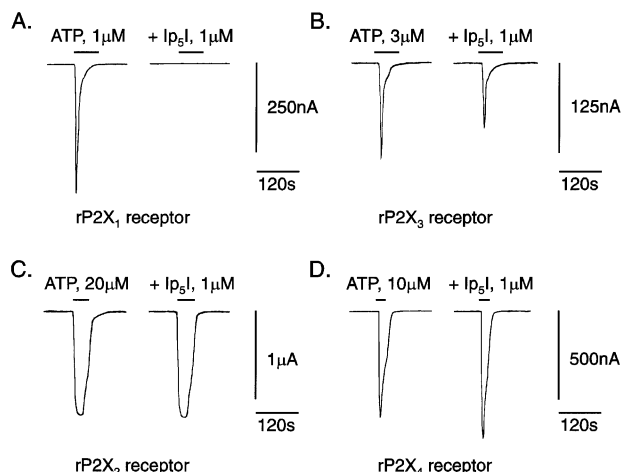 A.
ATP, 1μM
+ Ip₅I, 1μM
250nA
120s
rP2X₁ receptor
B.
ATP, 3μM
+ Ip₅I, 1μM
125nA
120s
rP2X₃ receptor
C.
ATP, 20μM
+ Ip₅I, 1μM
1μA
120s
receptor
D.
ATP, 10μM
+ Ip₅I, 1μM
500nA
120s
rP2X₄ receptor